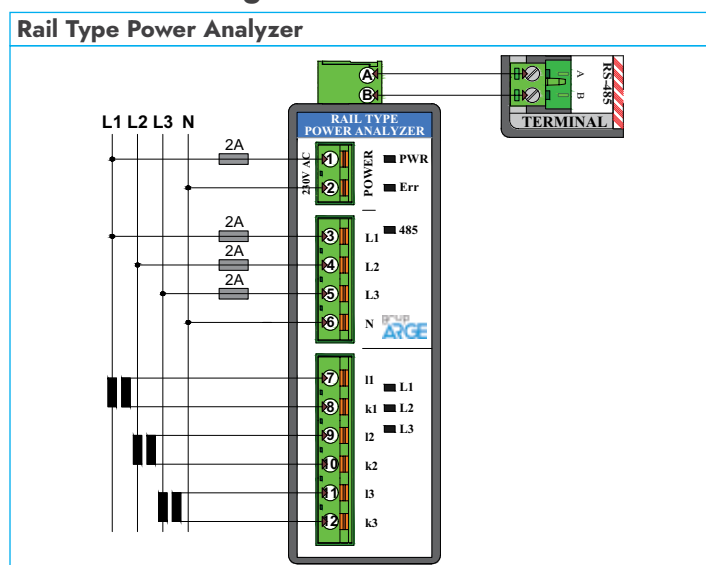 Rail Type Power Analyzer
A
B
A
B
RS-485
TERMINAL
RAIL TYPE
POWER ANALYZER
L1 L2 L3 N
2A
230V AC
1
2
POWER
PWR
Err
2A
2A
2A
3
4
5
6
L1
L2
L3
N
485
grup
ARGE
7
8
9
10
11
12
l1
k1
l2
k2
l3
k3
L1
L2
L3